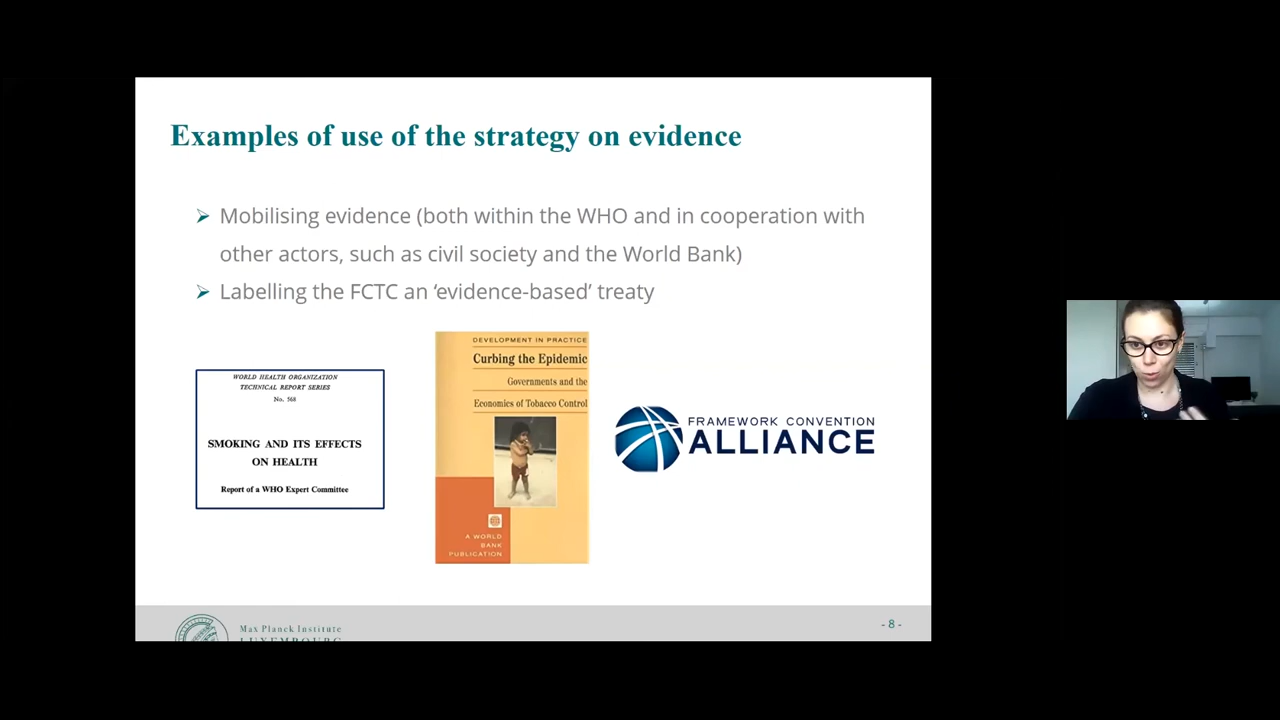 Examples of use of the strategy on evidence
Mobilising evidence (both within the WHO and in cooperation with
other actors, such as civil society and the World Bank)
Labelling the FCTC an ‘evidence-based’ treaty
WORLD HEALTH ORGANIZATION
TECHNICAL REPORT SERIES
No. 568
SMOKING AND ITS EFFECTS
ON HEALTH
Report of a WHO Expert Committee
DEVELOPMENT IN PRACTICE
Curbing the Epidemic
Governments and the
Economics of Tobacco Control
A WORLD
BANK
PUBLICATION
FRAMEWORK CONVENTION
ALLIANCE
Max Planck Institute
LUXEMBOURG
- 8 -